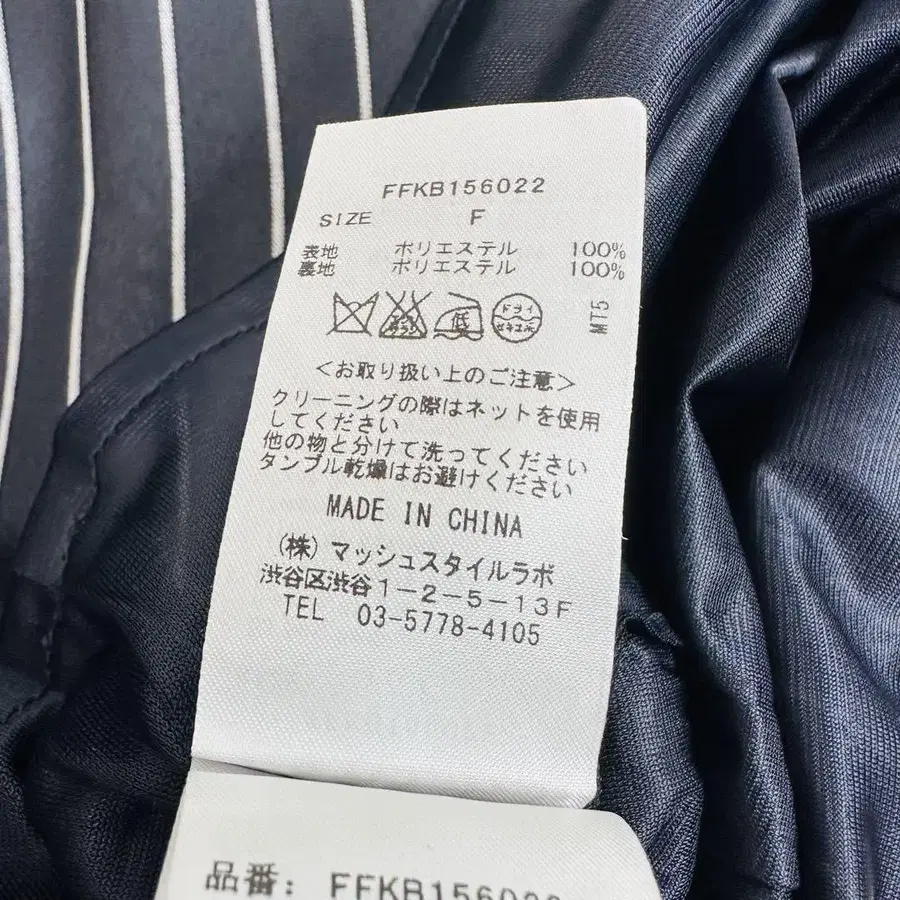 FFKB156022
SIZE F
表地 ポリエステル 100%
裏地 ポリエステル 100%
低 ドライ
MT5
<お取り扱い上のご注意>
クリーニングの際はネットを使用
してください
他の物と分けて洗ってください
タンブル乾燥はお避けください
MADE IN CHINA
(株) マッシュスタイルラボ
渋谷区渋谷1-2-5-13F
TEL 03-5778-4105
品番: FFKB156022